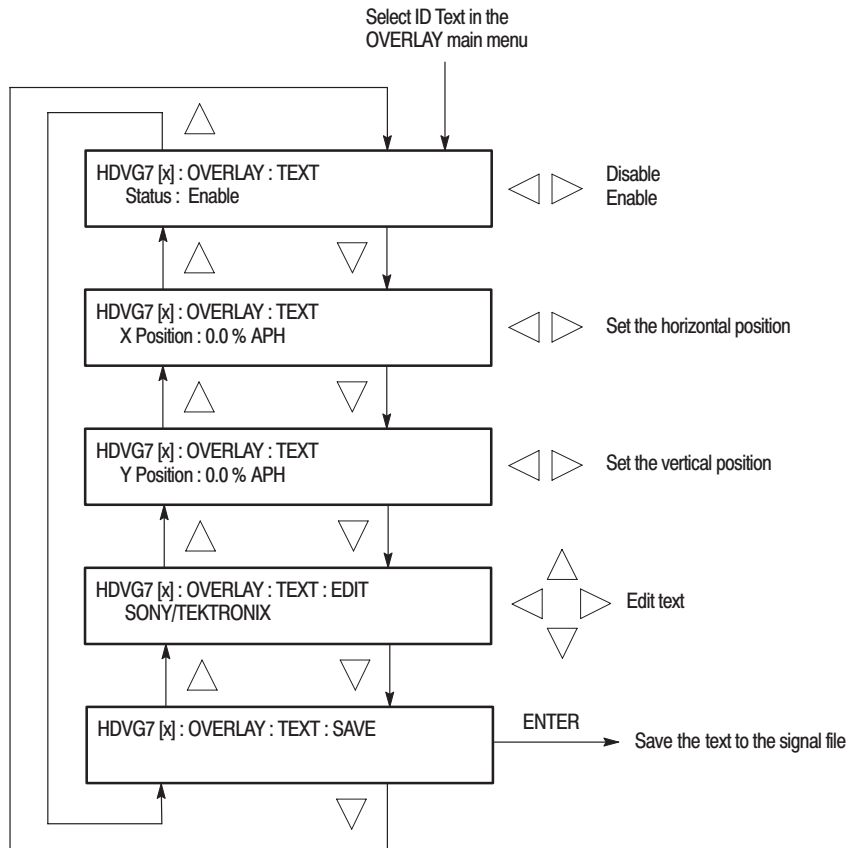 Select ID Text in the
OVERLAY main menu
HDVG7 [x] : OVERLAY : TEXT
Status : Enable
Disable
Enable
HDVG7 [x] : OVERLAY : TEXT
X Position : 0.0 % APH
Set the horizontal position
HDVG7 [x] : OVERLAY : TEXT
Y Position : 0.0 % APH
Set the vertical position
HDVG7 [x] : OVERLAY : TEXT : EDIT
SONY/TEKTRONIX
Edit text
HDVG7 [x] : OVERLAY : TEXT : SAVE
ENTER
Save the text to the signal file